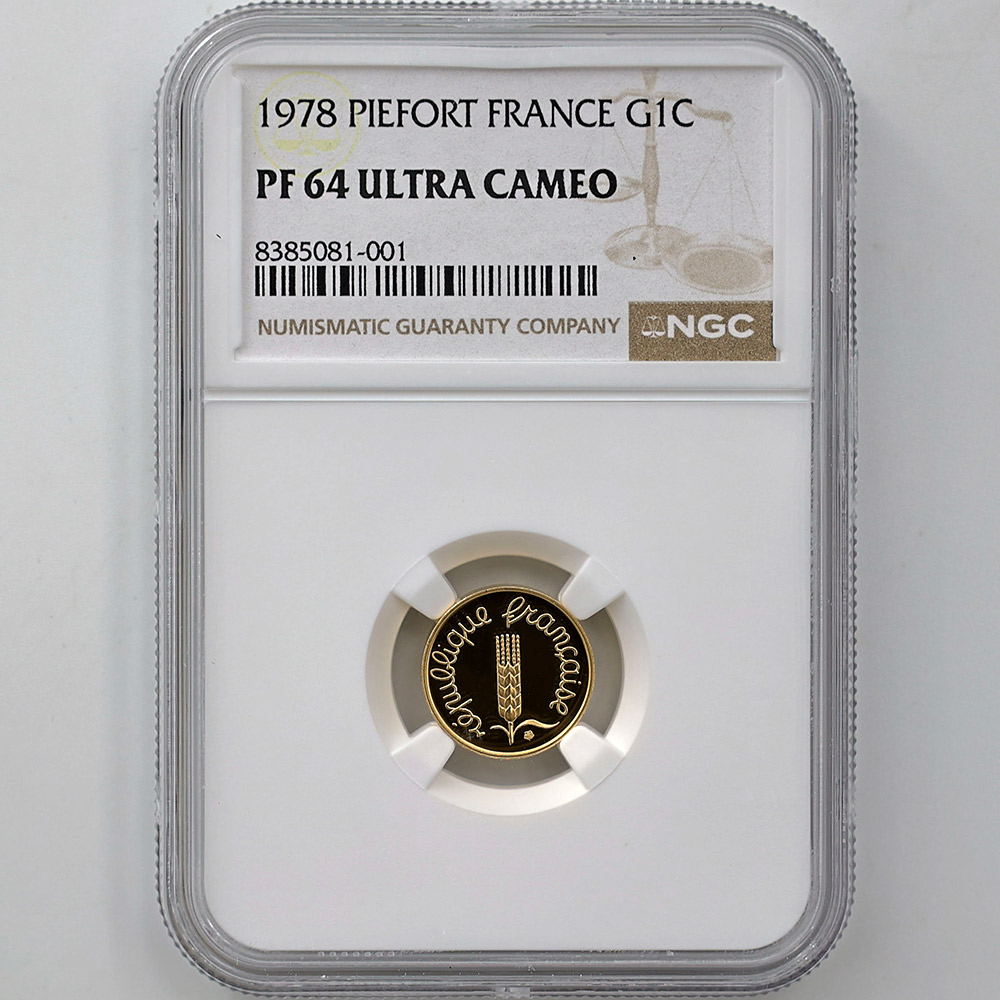 1978 PIEFORT FRANCE G1C
PF 64 ULTRA CAMEO
8385081-001
NUMISMATIC GUARANTY COMPANY
NGC
république française